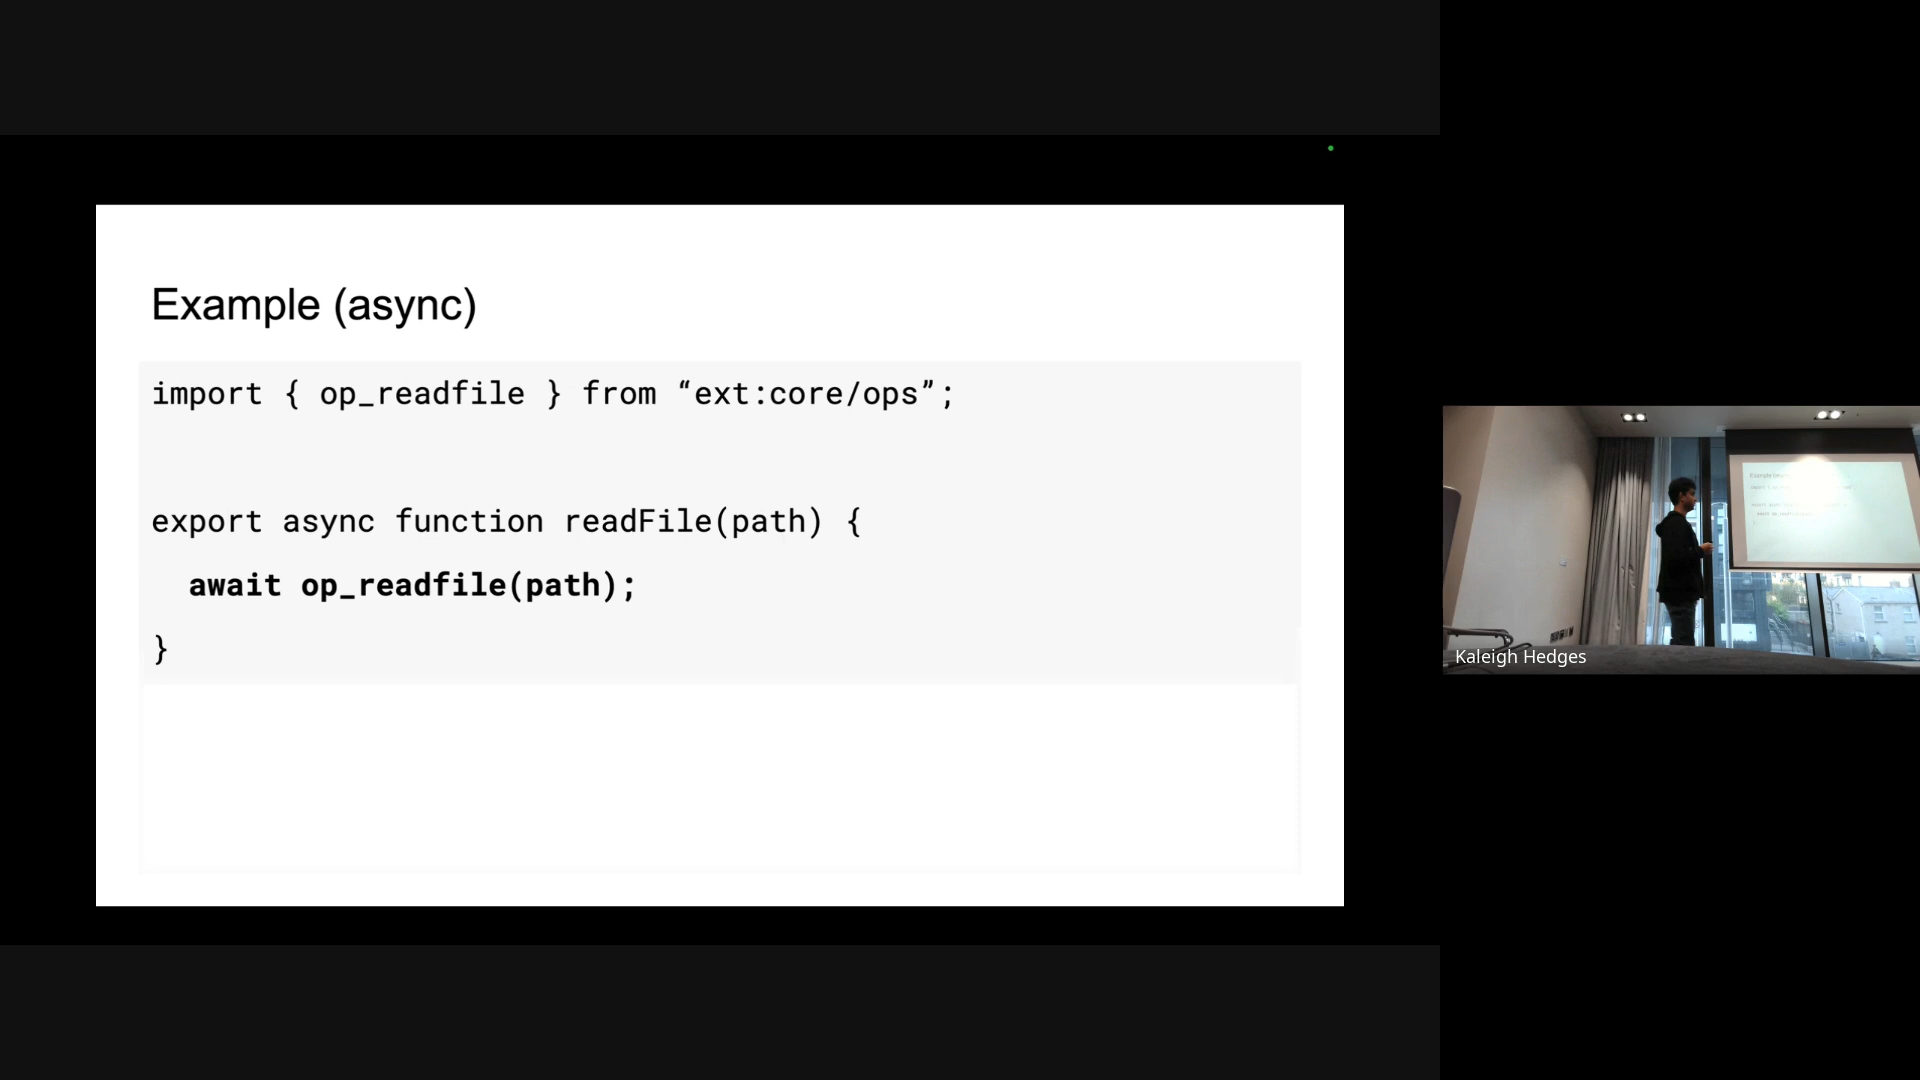 Example (async)
import { op_readfile } from “ext:core/ops”;
export async function readFile(path) {
await op_readfile(path);
}
Kaleigh Hedges